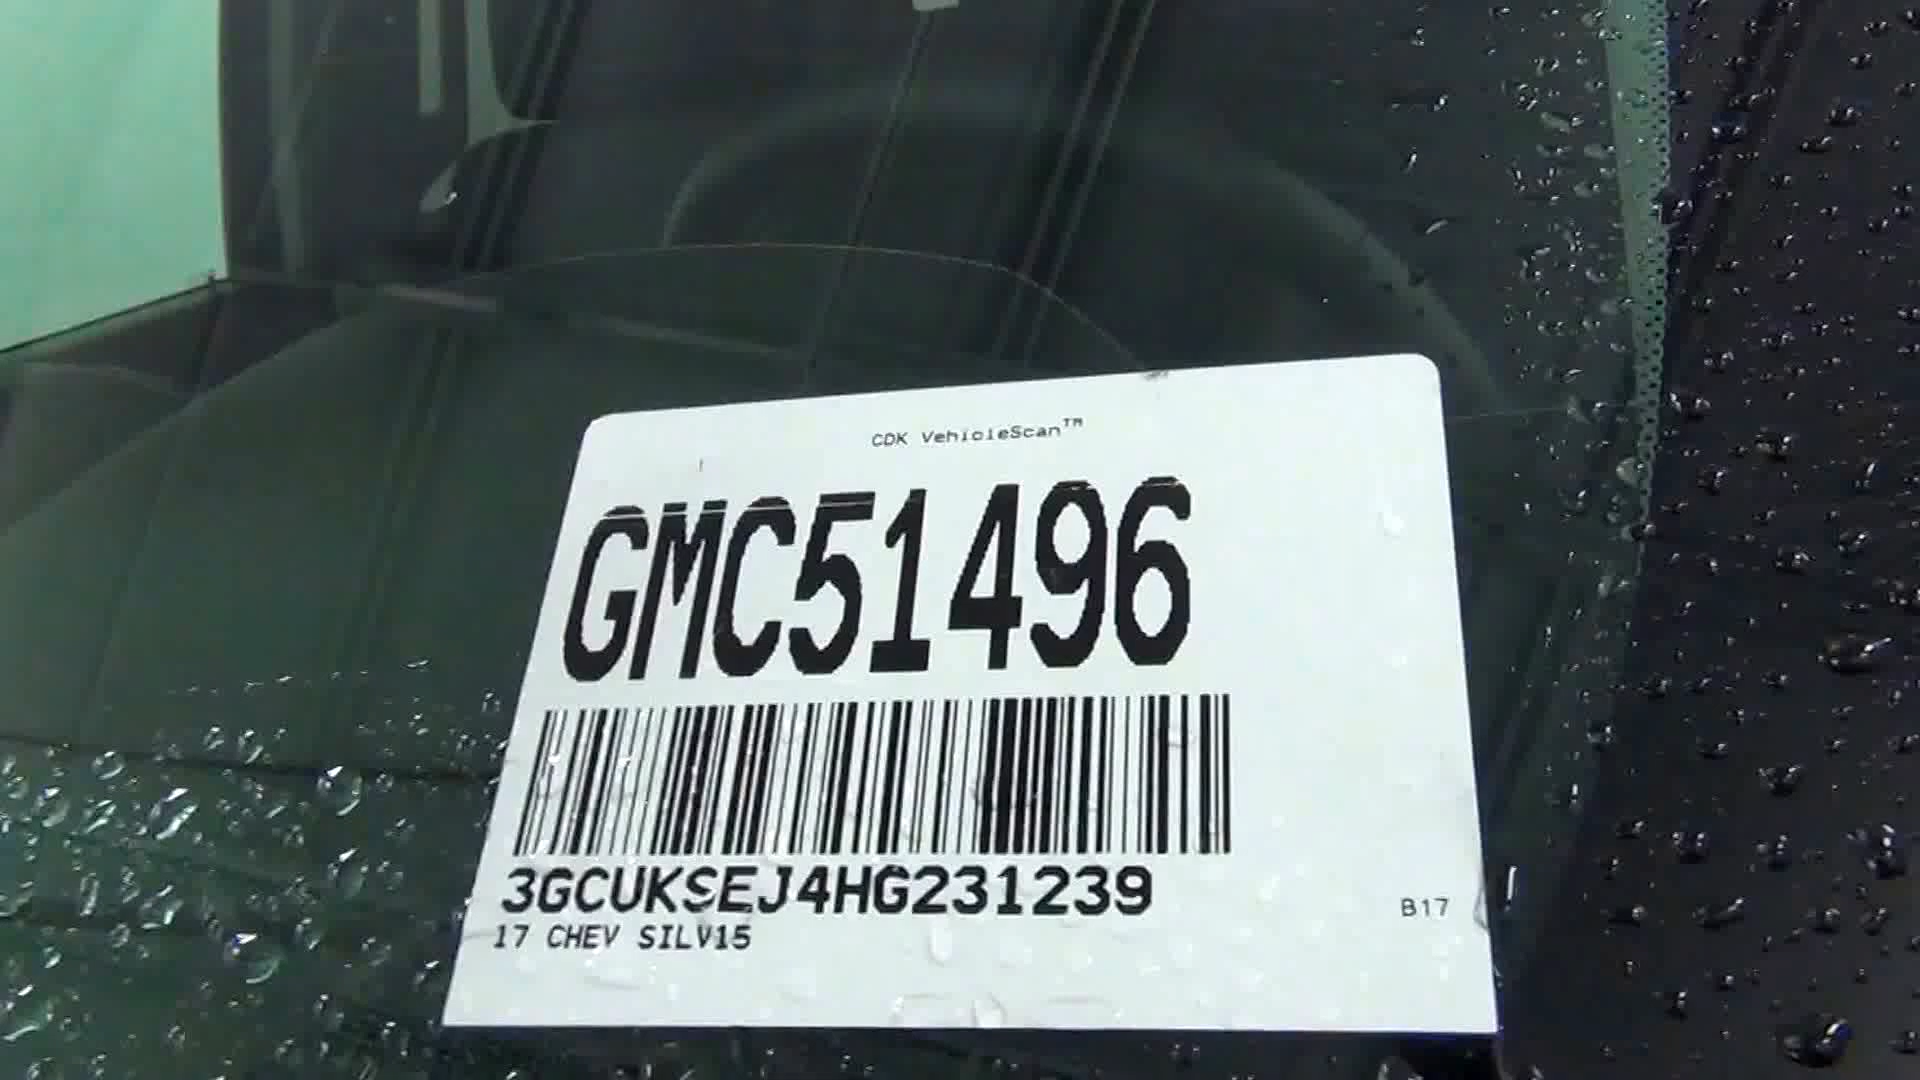 CDK VehicleScan™
GMC51496
3GCUKSEJ4HG231239
17 CHEV SILV15
B17